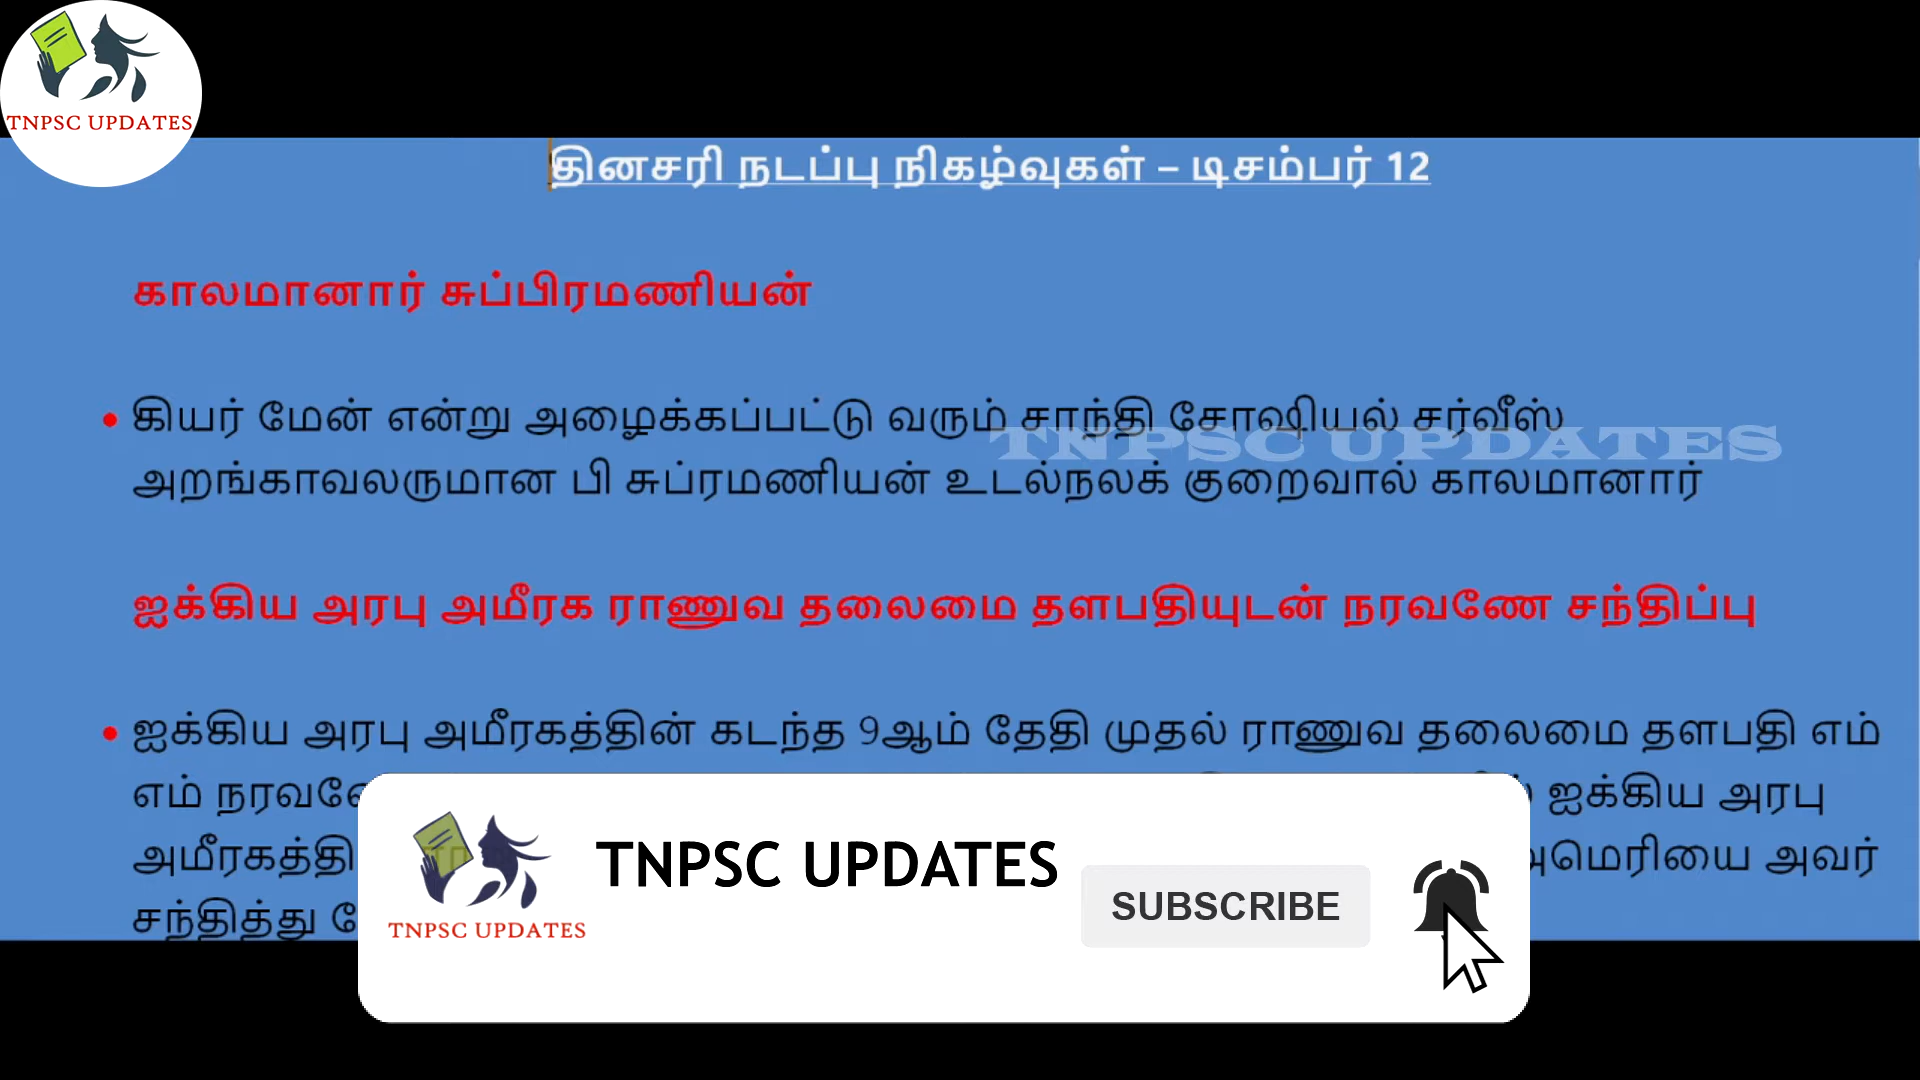 TNPSC UPDATES
தினசரி நடப்பு நிகழ்வுகள் – டிசம்பர் 12
காலமானார் சுப்பிரமணியன்
கியர் மேன் என்று அழைக்கப்பட்டு வரும் சாந்தி சோஷியல் சர்வீஸ்
TNPSC UPDATES
அறங்காவலருமான பி சுப்ரமணியன் உடல்நலக் குறைவால் காலமானார்
ஐக்கிய அரபு அமீரக ராணுவ தலைமை தளபதியுடன் நரவணே சந்திப்பு
ஐக்கிய அரபு அமீரகத்தின் கடந்த 9ஆம் தேதி முதல் ராணுவ தலைமை தளபதி எம்
எம் ஐக்கிய அரபு
அவர்
சந்தித்து
TNPSC UPDATES
SUBSCRIBE
TNPSC UPDATES